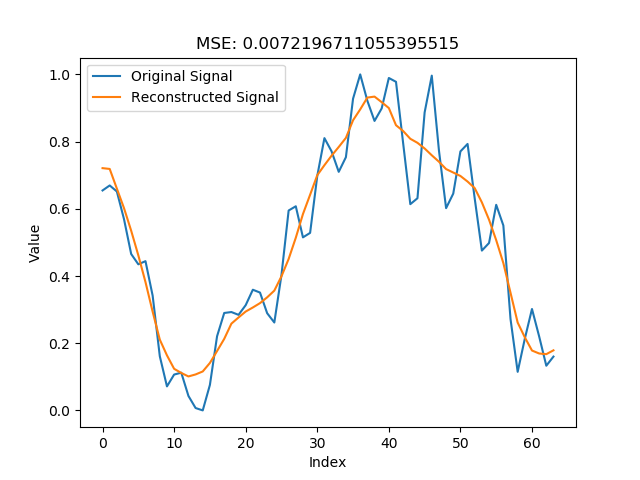 MSE: 0.0072196711055395515
Original Signal
Reconstructed Signal
1.0
0.8
0.6
0.4
0.2
0.0
Value
0 10 20 30 40 50 60
Index